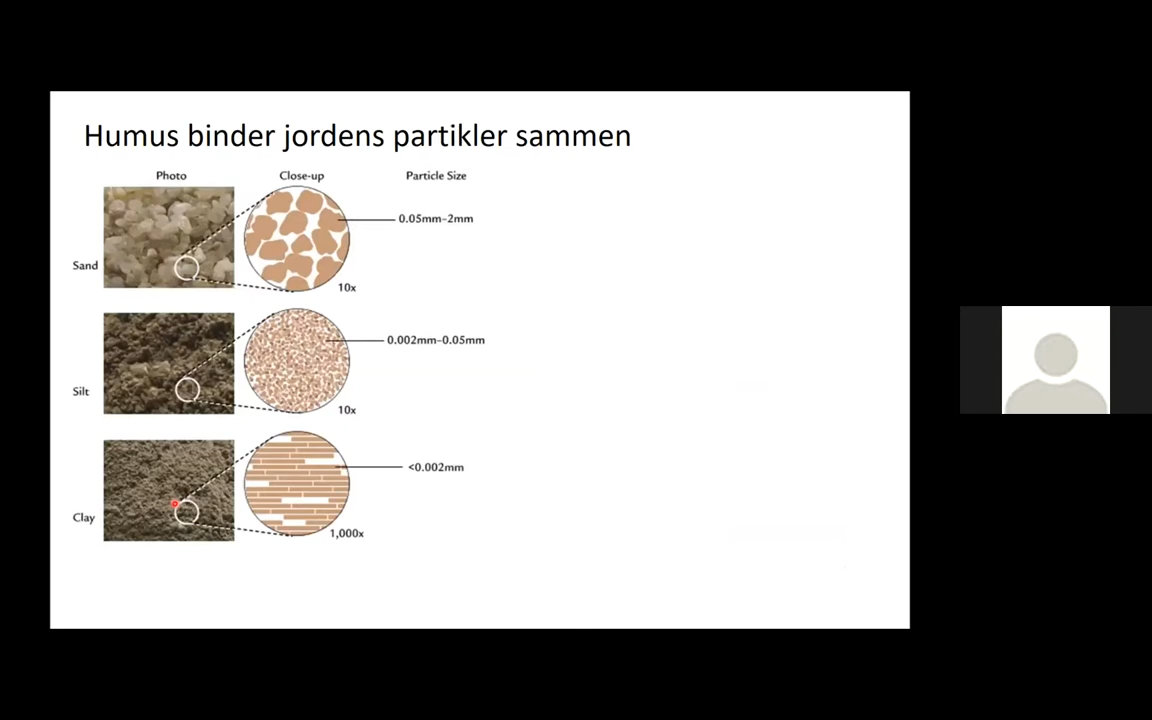 Humus binder jordens partikler sammen
Photo Close-up Particle Size
0.05mm–2mm
Sand
10x
0.002mm–0.05mm
Silt
10x
<0.002mm
Clay
1,000x